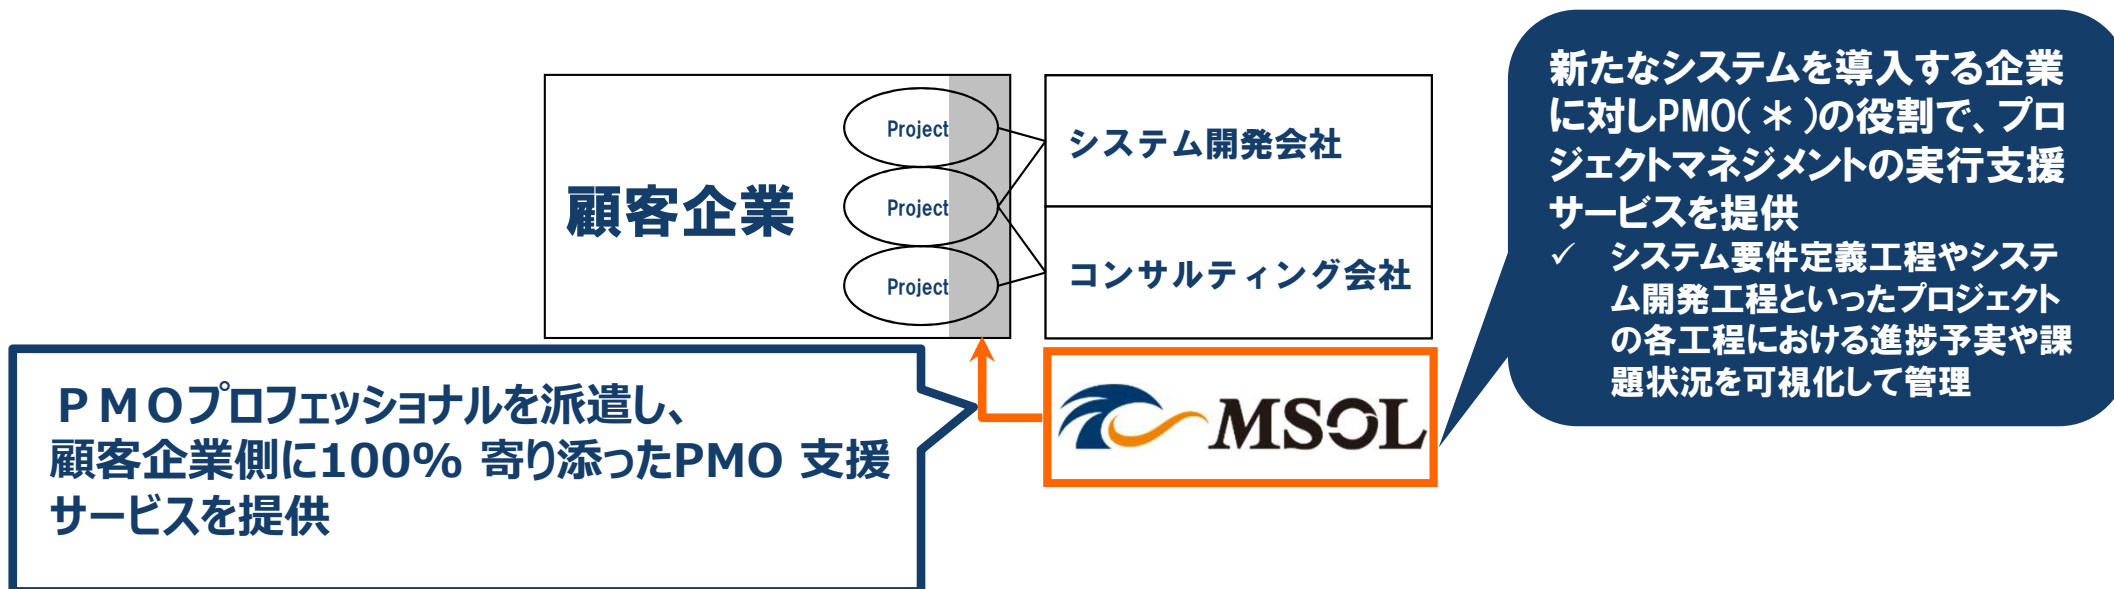 顧客企業
Project
Project
Project
システム開発会社
コンサルティング会社
MSOL
新たなシステムを導入する企業
に対しPMO(＊)の役割で、プロ
ジェクトマネジメントの実行支援
サービスを提供
✓ システム要件定義工程やシステ
ム開発工程といったプロジェクト
の各工程における進捗予実や課
題状況を可視化して管理
ＰＭＯプロフェッショナルを派遣し、
顧客企業側に100% 寄り添ったPMO 支援
サービスを提供